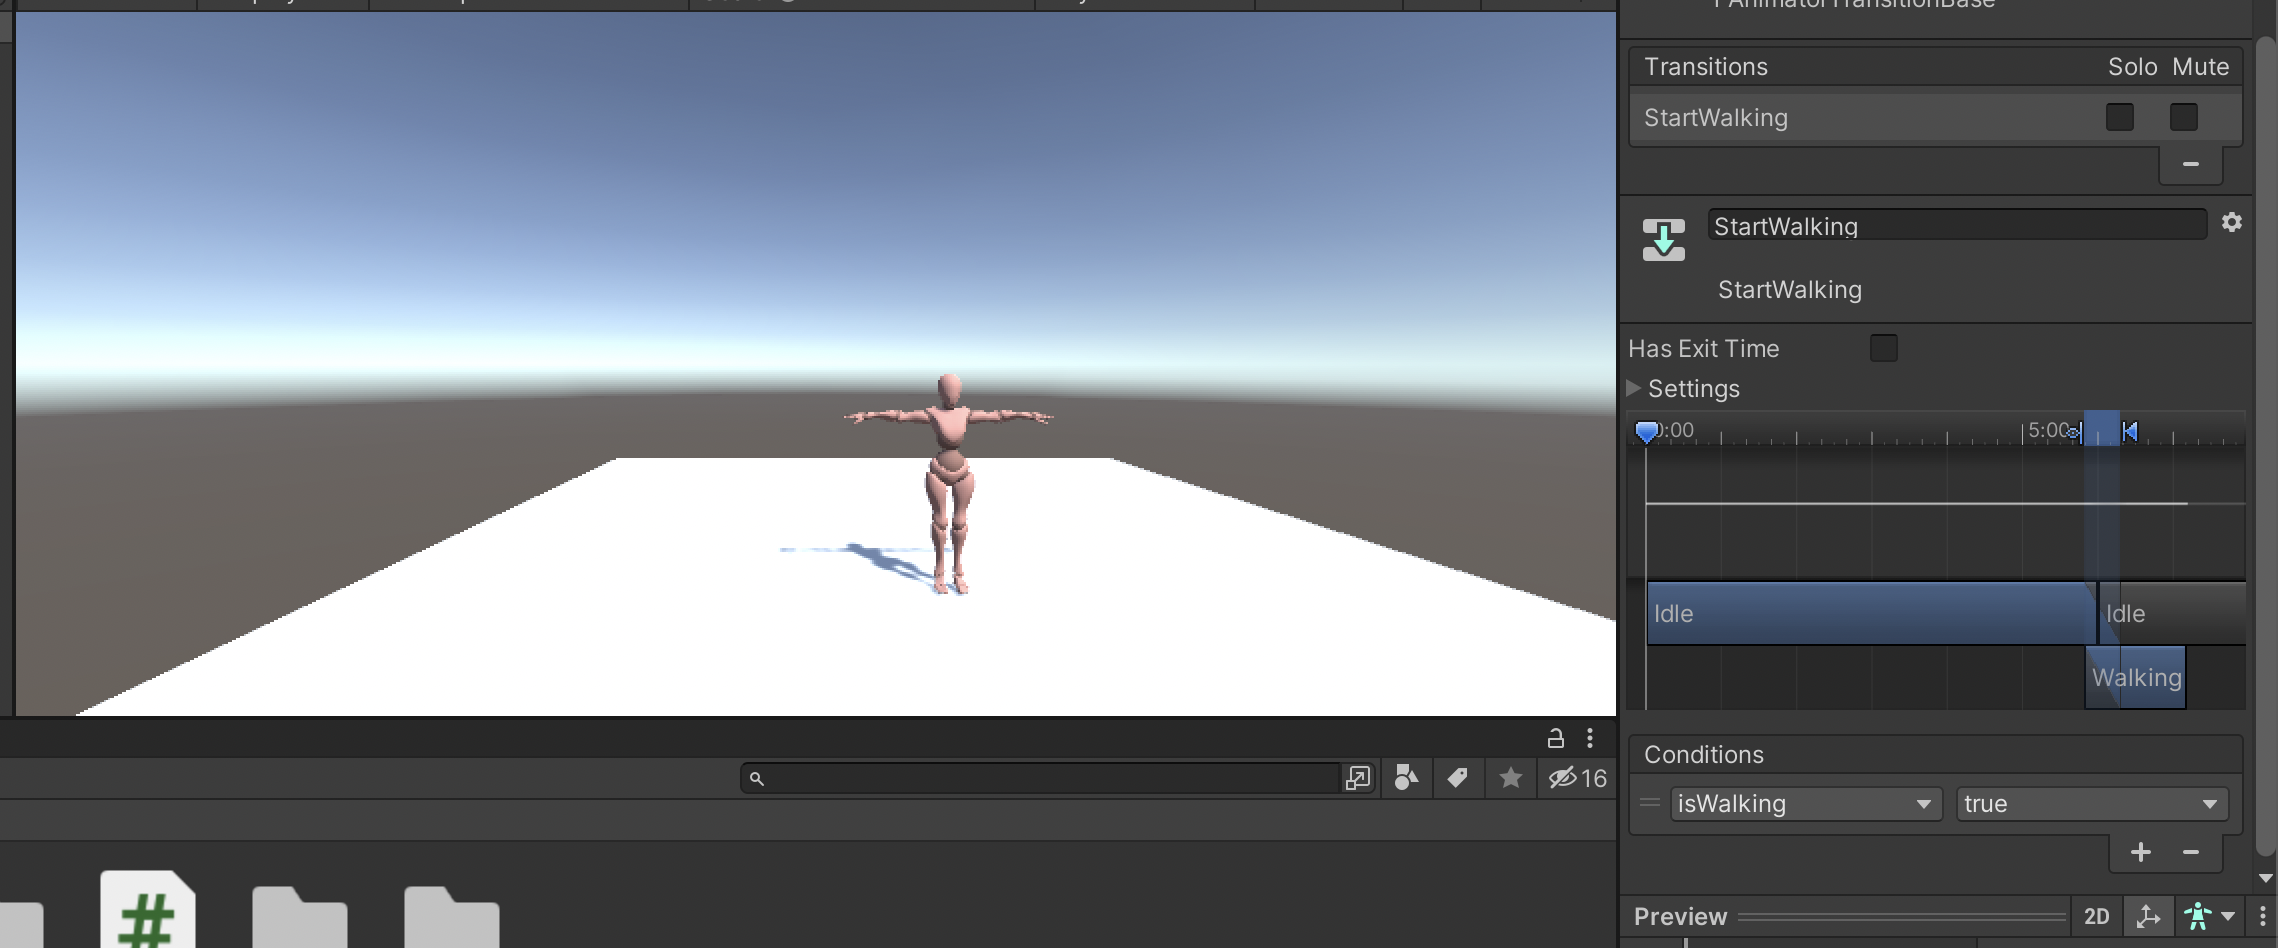 Transitions Solo Mute
StartWalking
StartWalking
StartWalking
Has Exit Time
Settings
0:00 5:00
Idle Idle
Walking
Conditions
isWalking true
16
Preview 2D
#